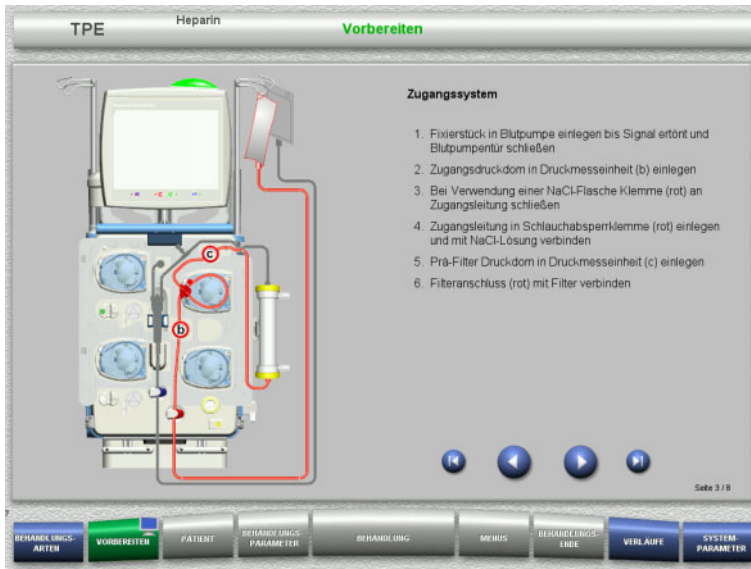 TPE
Heparin
Vorbereiten
Zugangssystem
1. Fixierstück in Blutpumpe einlegen bis Signal ertönt und
Blutpumpentür schließen
2. Zugangsdruckdom in Druckmesseinheit (b) einlegen
3. Bei Verwendung einer NaCl-Flasche Klemme (rot) an
Zugangsleitung schließen
4. Zugangsleitung in Schlauchabsperrklemme (rot) einlegen
und mit NaCl-Lösung verbinden
5. Prä-Filter Druckdom in Druckmesseinheit (c) einlegen
6. Filteranschluss (rot) mit Filter verbinden
c
b
Seite 3 / 8
7
BEHANDLUNGS-
ARTEN
VORBEREITEN
PATIENT
BEHANDLUNGS-
PARAMETER
BEHANDLUNG
MENUS
BEHANDLUNGS-
ENDE
VERLÄUFE
SYSTEM-
PARAMETER